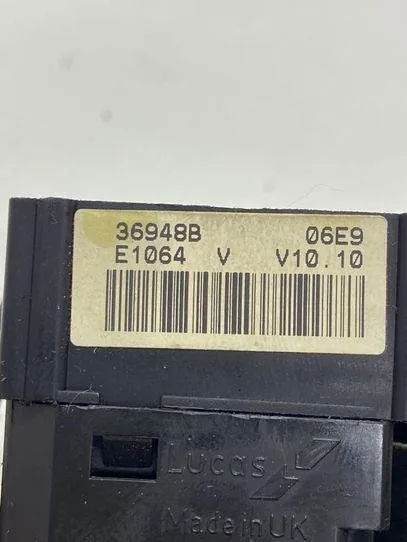 36948B 06E9
E1064 V V10.10
Lucas
Made in UK